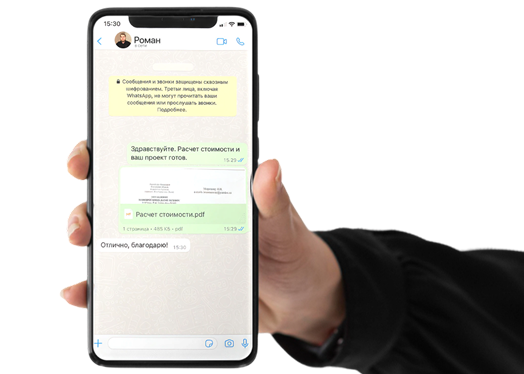 15:30
Роман
в сети
Сообщения и звонки защищены сквозным
шифрованием. Третьи лица, включая
WhatsApp, не могут прочитать ваши
сообщения или прослушать звонки.
Подробнее.
Здравствуйте. Расчет стоимости и
ваш проект готов.
15:25
Расчет стоимости.pdf
1 страница • 495 КБ • pdf
15:25
Отлично, благодарю!
15:30